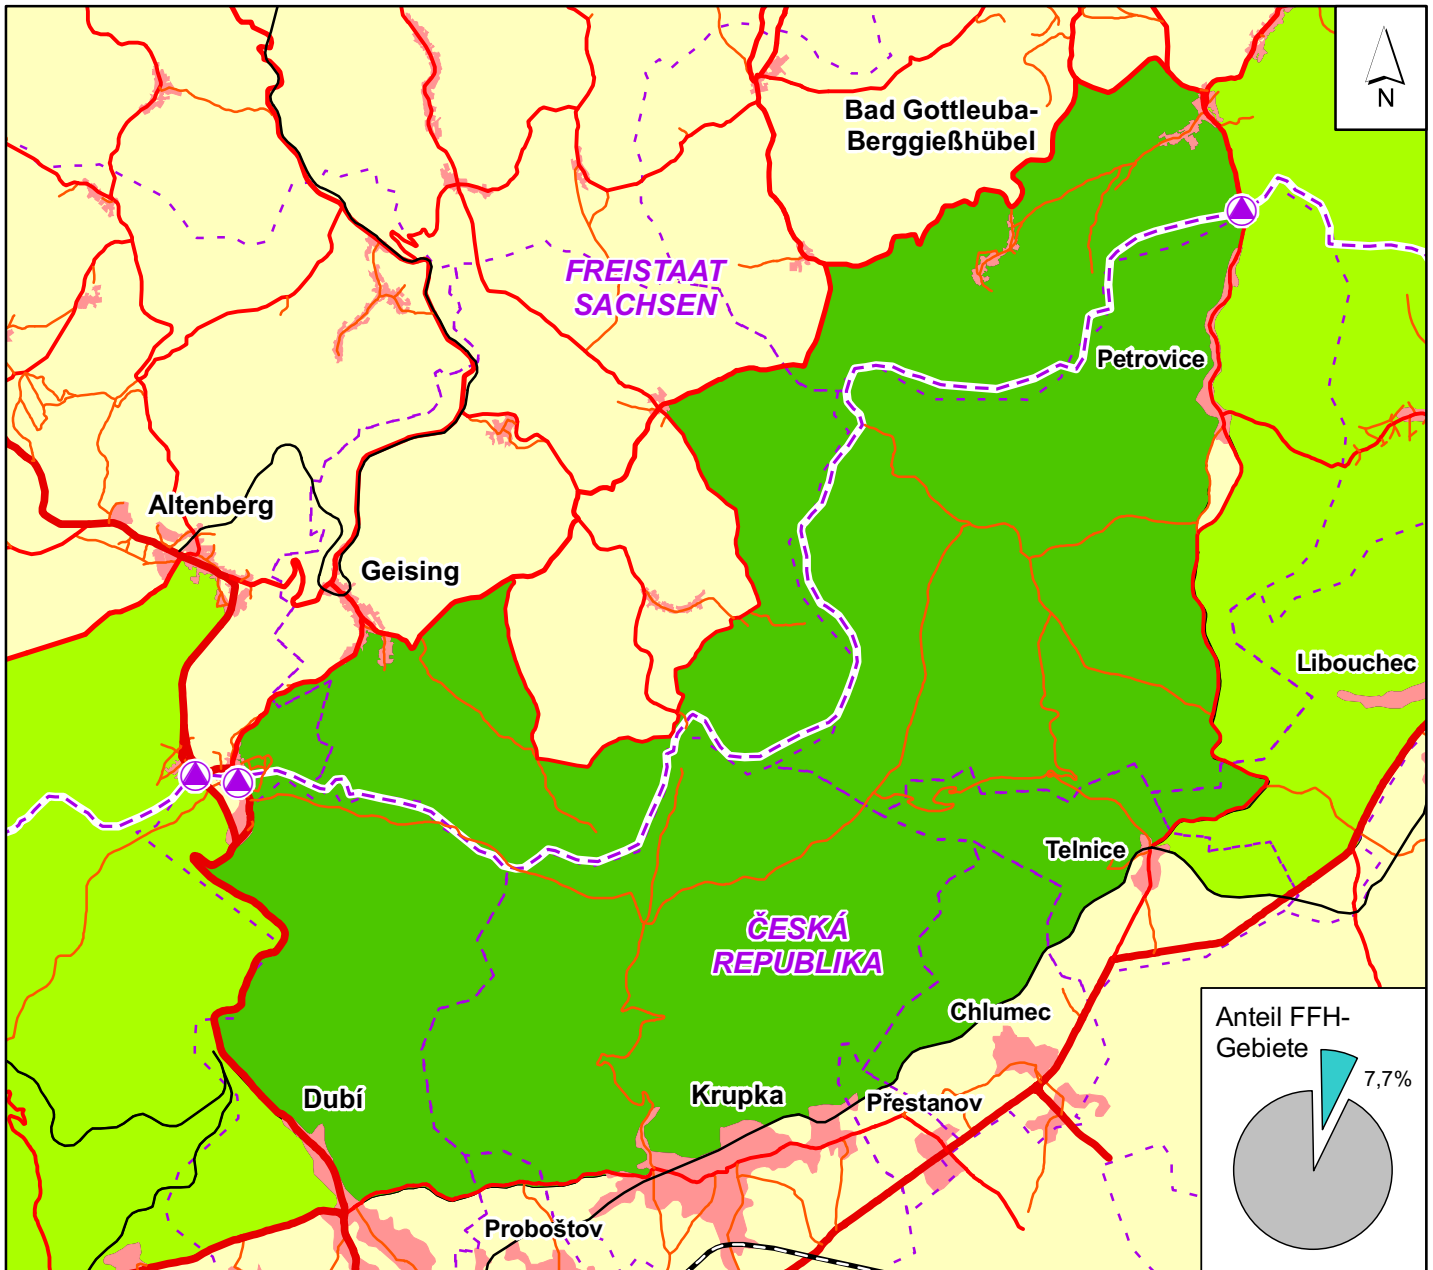 N
Bad Gottleuba-
Berggießhübel
FREISTAAT
SACHSEN
Petrovice
Altenberg
Geising
Libouchec
Telnice
ČESKÁ
REPUBLIKA
Chlumec
Anteil FFH-
Gebiete
7,7%
Dubí
Krupka
Přestanov
Proboštov